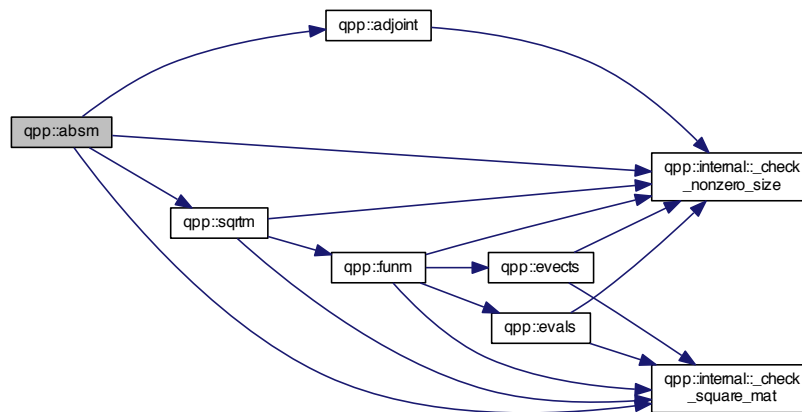 qpp::adjoint
qpp::absm
qpp::internal::_check
_nonzero_size
qpp::sqrtm
qpp::funm
qpp::evects
qpp::evals
qpp::internal::_check
_square_mat